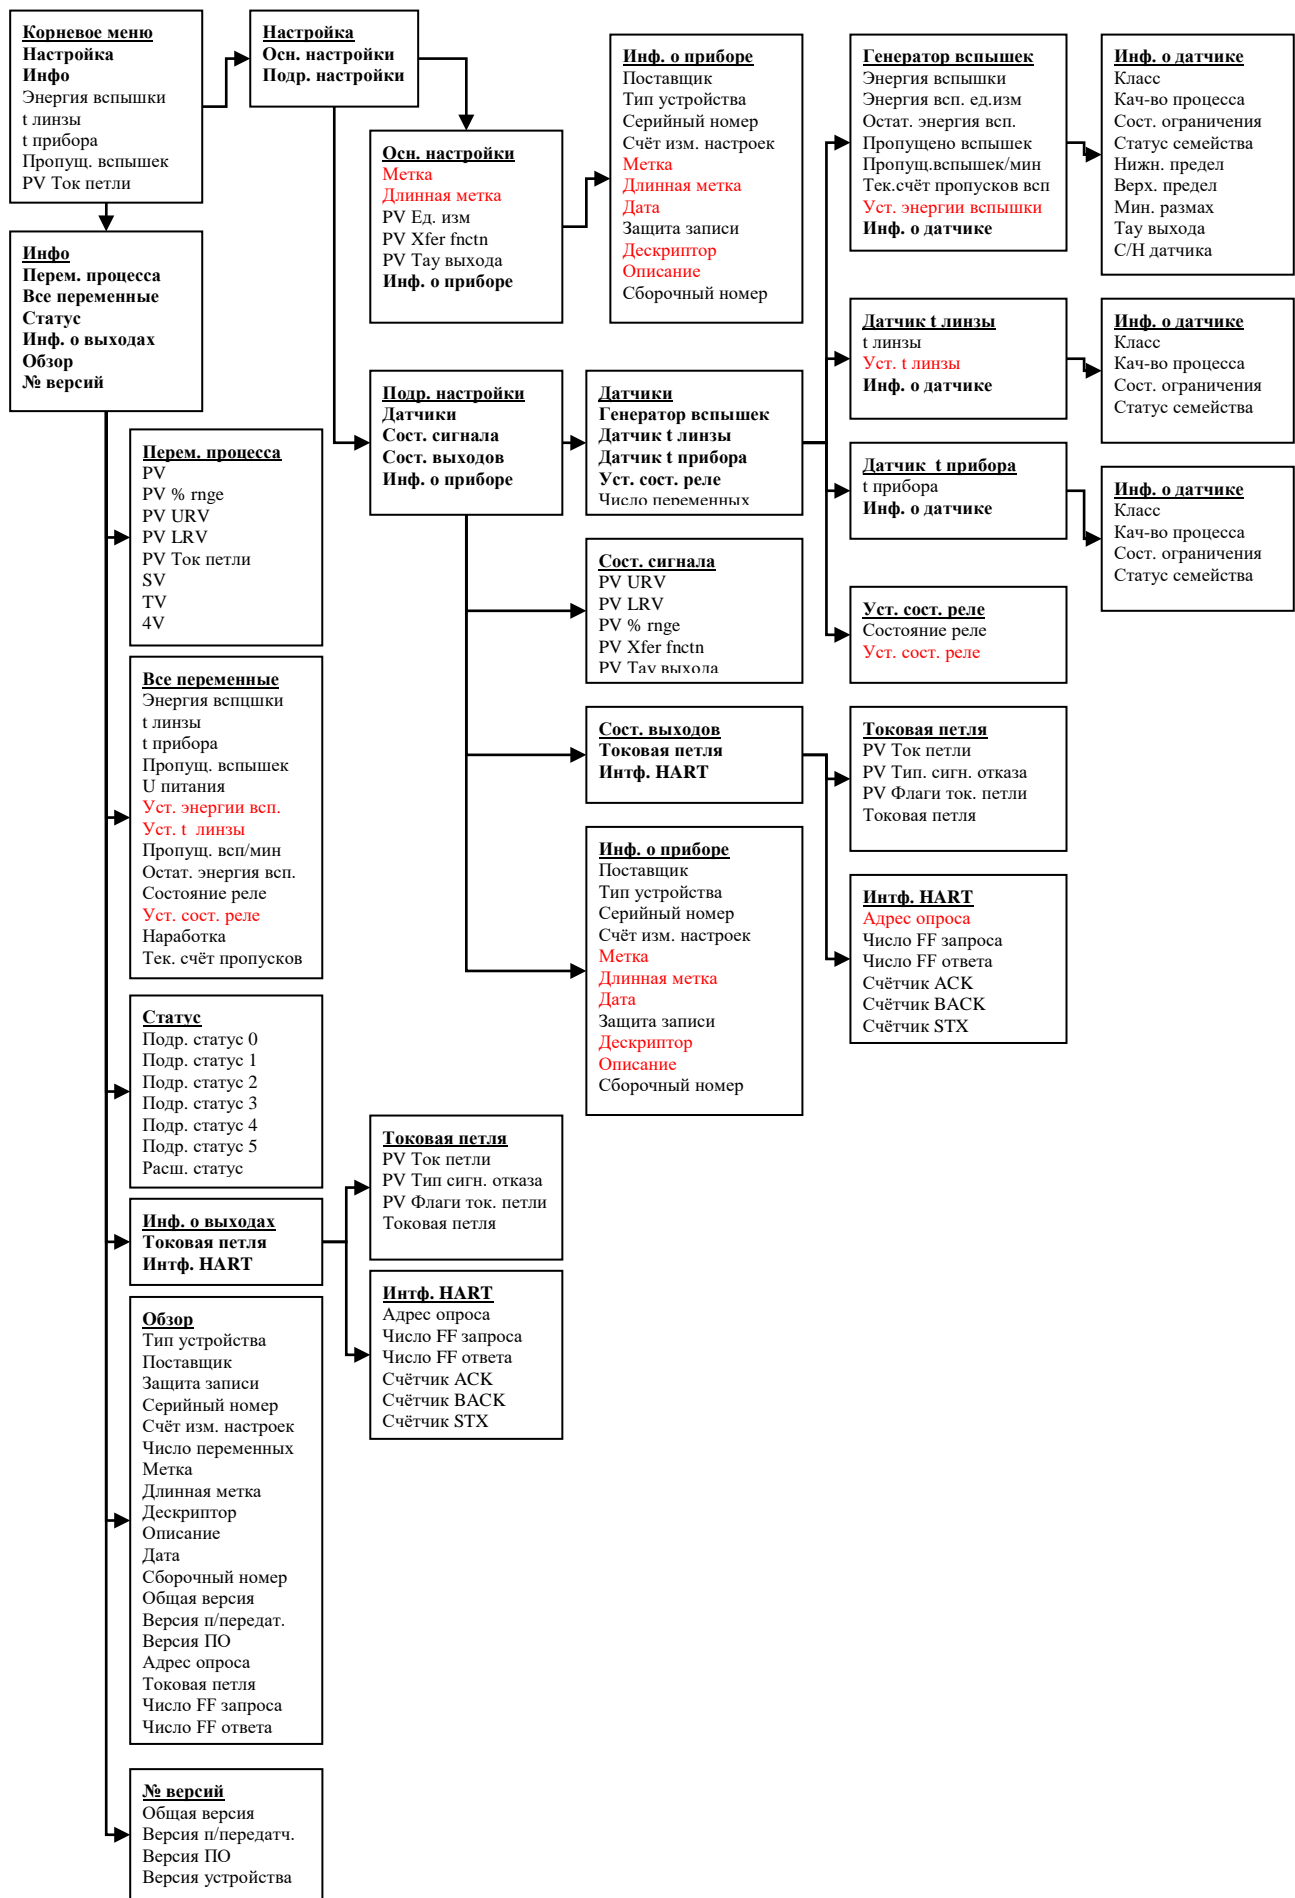 Корневое меню
Настройка
Инфо
Энергия вспышки
t линзы
t прибора
Пропущ. вспышек
PV Ток петли
Настройка
Осн. настройки
Подр. настройки
Осн. настройки
Метка
Длинная метка
PV Ед. изм
PV Xfer fnctn
PV Тау выхода
Инф. о приборе
Инф. о приборе
Поставщик
Тип устройства
Серийный номер
Счёт изм. настроек
Метка
Длинная метка
Дата
Защита записи
Дескриптор
Описание
Сборочный номер
Генератор вспышек
Энергия вспышки
Энергия всп. ед.изм
Остат. энергия всп.
Пропущено вспышек
Пропущ.вспышек/мин
Тек.счёт пропусков всп
Уст. энергии вспышки
Инф. о датчике
Инф. о датчике
Класс
Кач-во процесса
Сост. ограничения
Статус семейства
Нижн. предел
Верх. предел
Мин. размах
Тау выхода
С/Н датчика
Инфо
Перем. процесса
Все переменные
Статус
Инф. о выходах
Обзор
№ версий
Датчик t линзы
t линзы
Уст. t линзы
Инф. о датчике
Инф. о датчике
Класс
Кач-во процесса
Сост. ограничения
Статус семейства
Подр. настройки
Датчики
Сост. сигнала
Сост. выходов
Инф. о приборе
Датчики
Генератор вспышек
Датчик t линзы
Датчик t прибора
Уст. сост. реле
Число переменных
Датчик t прибора
t прибора
Инф. о датчике
Инф. о датчике
Класс
Кач-во процесса
Сост. ограничения
Статус семейства
Перем. процесса
PV
PV % rnge
PV URV
PV LRV
PV Ток петли
SV
TV
4V
Сост. сигнала
PV URV
PV LRV
PV % rnge
PV Xfer fnctn
PV Тау выхода
Уст. сост. реле
Состояние реле
Уст. сост. реле
Все переменные
Энергия вспцшки
t линзы
t прибора
Пропущ. вспышек
U питания
Уст. энергии всп.
Уст. t линзы
Пропущ. всп/мин
Остат. энергия всп.
Состояние реле
Уст. сост. реле
Наработка
Тек. счёт пропусков
Сост. выходов
Токовая петля
Интф. HART
Токовая петля
PV Ток петли
PV Тип. сигн. отказа
PV Флаги ток. петли
Токовая петля
Инф. о приборе
Поставщик
Тип устройства
Серийный номер
Счёт изм. настроек
Метка
Длинная метка
Дата
Защита записи
Дескриптор
Описание
Сборочный номер
Интф. HART
Адрес опроса
Число FF запроса
Число FF ответа
Счётчик ACK
Счётчик BACK
Счётчик STX
Статус
Подр. статус 0
Подр. статус 1
Подр. статус 2
Подр. статус 3
Подр. статус 4
Подр. статус 5
Расш. статус
Токовая петля
PV Ток петли
PV Тип сигн. отказа
PV Флаги ток. петли
Токовая петля
Инф. о выходах
Токовая петля
Интф. HART
Интф. HART
Адрес опроса
Число FF запроса
Число FF ответа
Счётчик ACK
Счётчик BACK
Счётчик STX
Обзор
Тип устройства
Поставщик
Защита записи
Серийный номер
Счёт изм. настроек
Число переменных
Метка
Длинная метка
Дескриптор
Описание
Дата
Сборочный номер
Общая версия
Версия п/передат.
Версия ПО
Адрес опроса
Токовая петля
Число FF запроса
Число FF ответа
№ версий
Общая версия
Версия п/передатч.
Версия ПО
Версия устройства